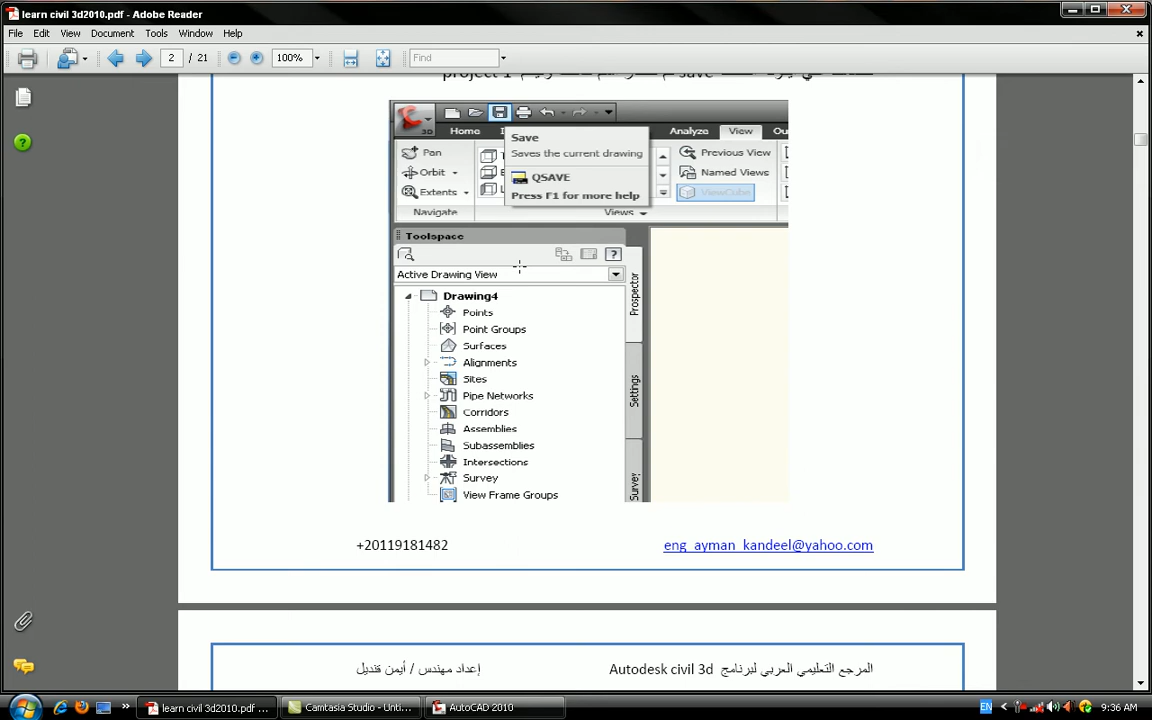 learn civil 3d2010.pdf - Adobe Reader
File Edit View Document Tools Window Help
2 / 21 100% Find
save project 1
3D Home Analyze View
Save
Saves the current drawing
QSAVE
Press F1 for more help
Pan
Orbit
Extents
Navigate
Previous View
Named Views
ViewCube
Views
Toolspace
Active Drawing View
Drawing4
Points
Point Groups
Surfaces
Alignments
Sites
Pipe Networks
Corridors
Assemblies
Subassemblies
Intersections
Survey
View Frame Groups
Prospector
Settings
Survey
+20119181482 eng_ayman_kandeel@yahoo.com
المرجع التعليمي العربي لبرنامج Autodesk civil 3d
إعداد مهندس / أيمن قنديل
learn civil 3d2010.pdf ... Camtasia Studio - Unti... AutoCAD 2010 EN 9:36 AM